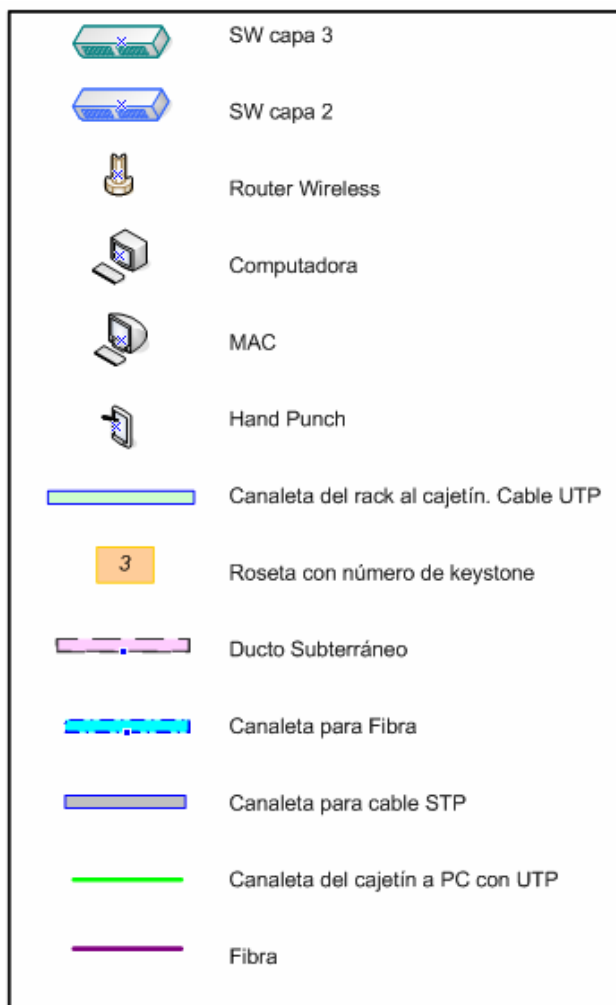 SW capa 3
SW capa 2
Router Wireless
Computadora
MAC
Hand Punch
Canaleta del rack al cajetín. Cable UTP
3
Roseta con número de keystone
Ducto Subterráneo
Canaleta para Fibra
Canaleta para cable STP
Canaleta del cajetín a PC con UTP
Fibra